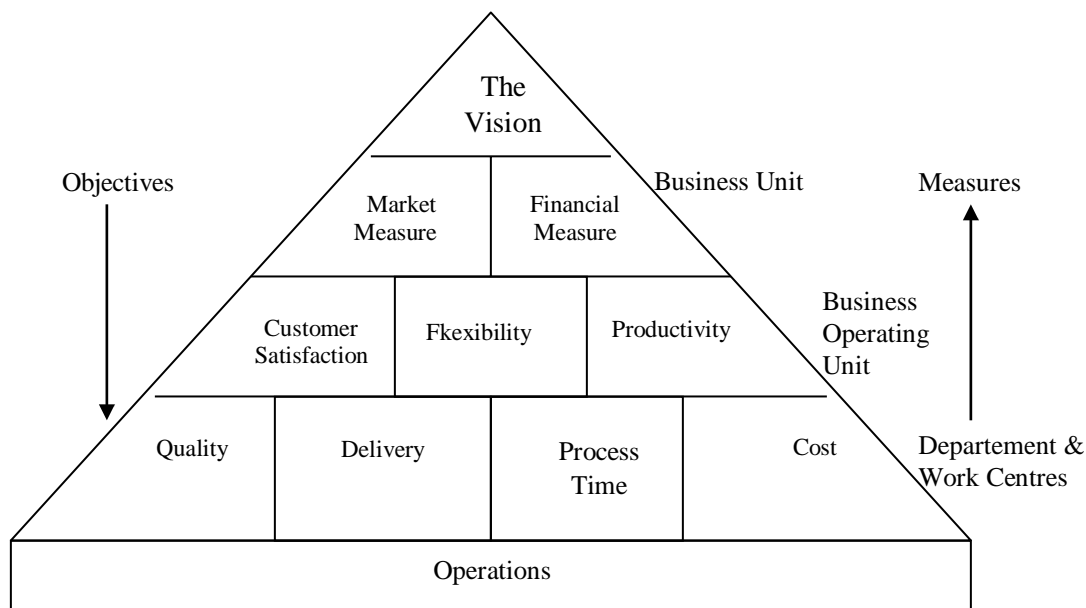 The
Vision
Objectives
Business Unit
Measures
Market
Measure
Financial
Measure
Business
Operating
Unit
Customer
Satisfaction
Fkexibility
Productivity
Quality
Delivery
Process
Time
Cost
Departement &
Work Centres
Operations